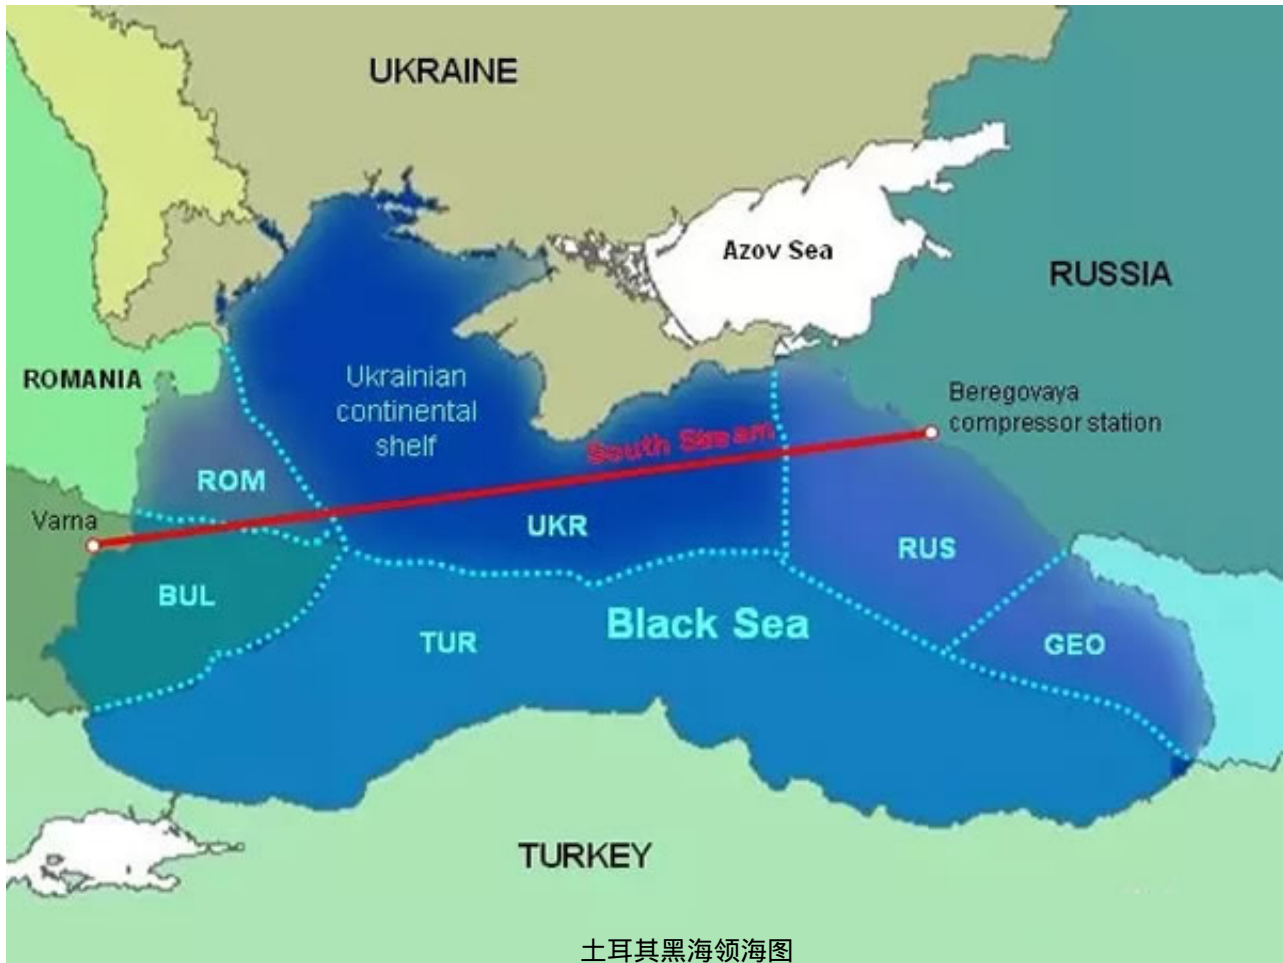 UKRAINE
Azov Sea
RUSSIA
ROMANIA
Ukrainian
continental
shelf
Beregovaya
compressor station
South Stream
ROM
Varna
UKR
RUS
BUL
Black Sea
TUR
GEO
TURKEY
土耳其黑海领海图